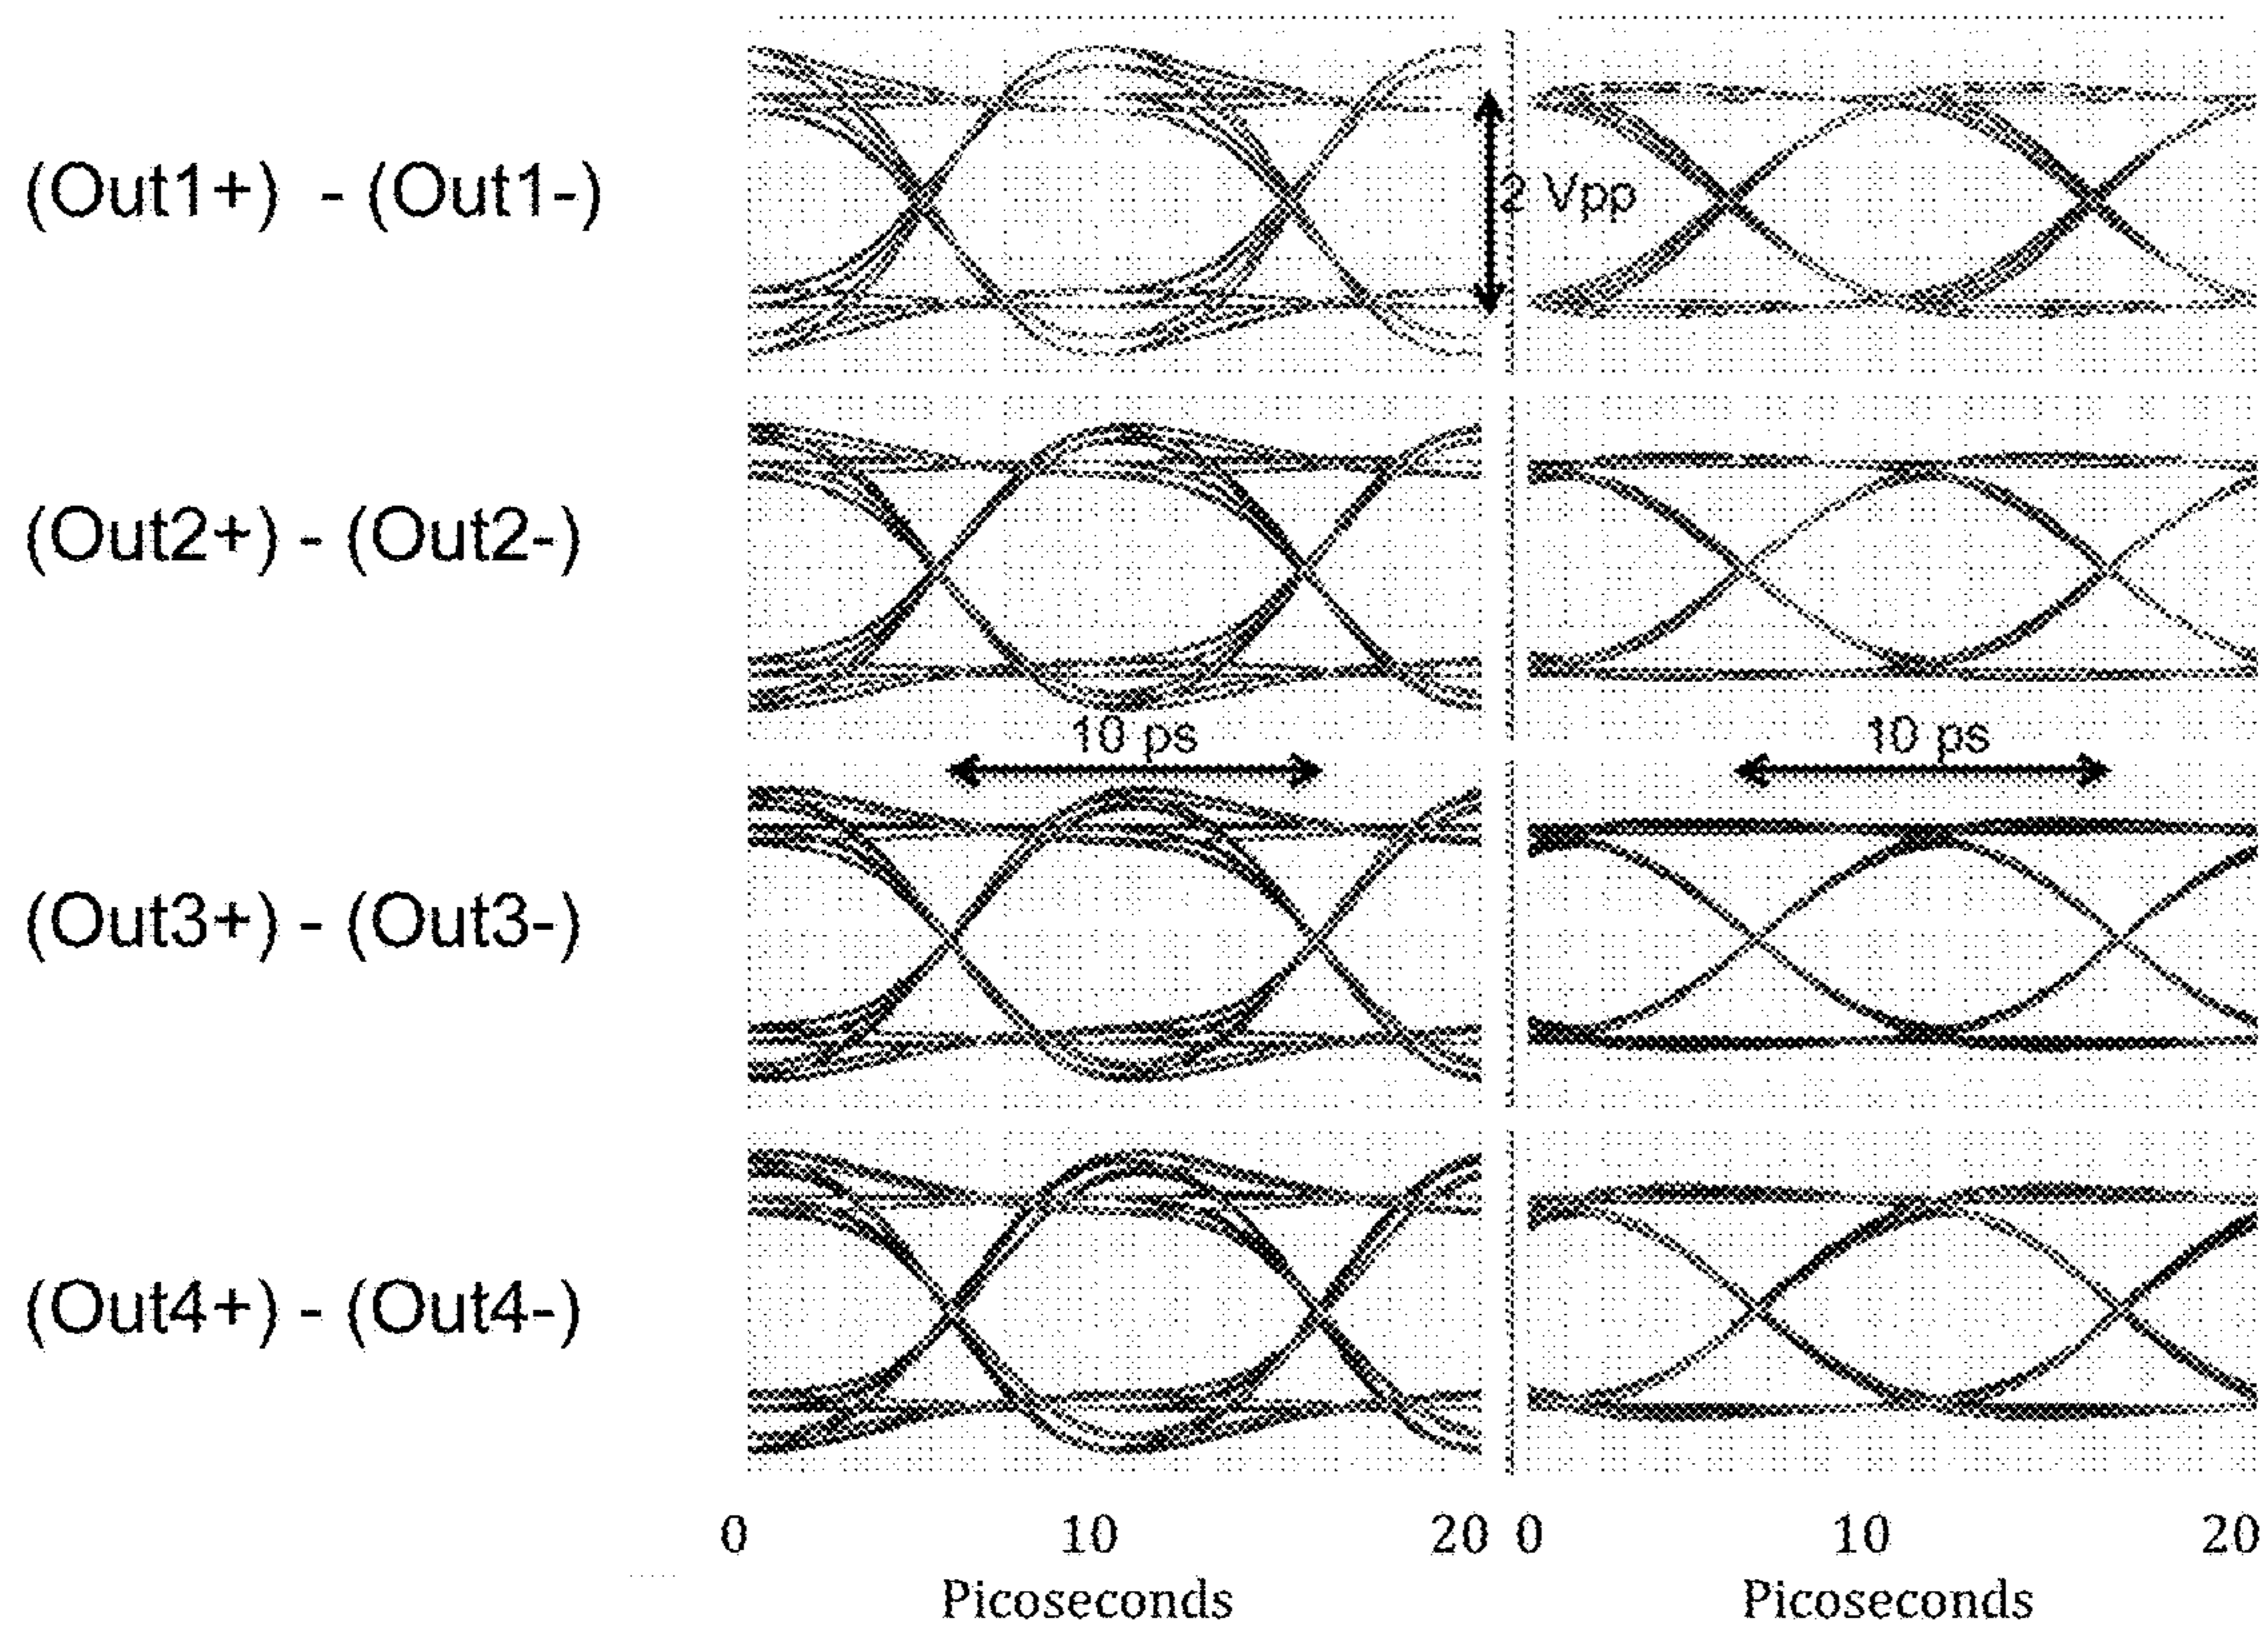 (Out1+) - (Out1-)
2 Vpp
(Out2+) - (Out2-)
10 ps
10 ps
(Out3+) - (Out3-)
(Out4+) - (Out4-)
0 10 20 0 10 20
Picoseconds Picoseconds